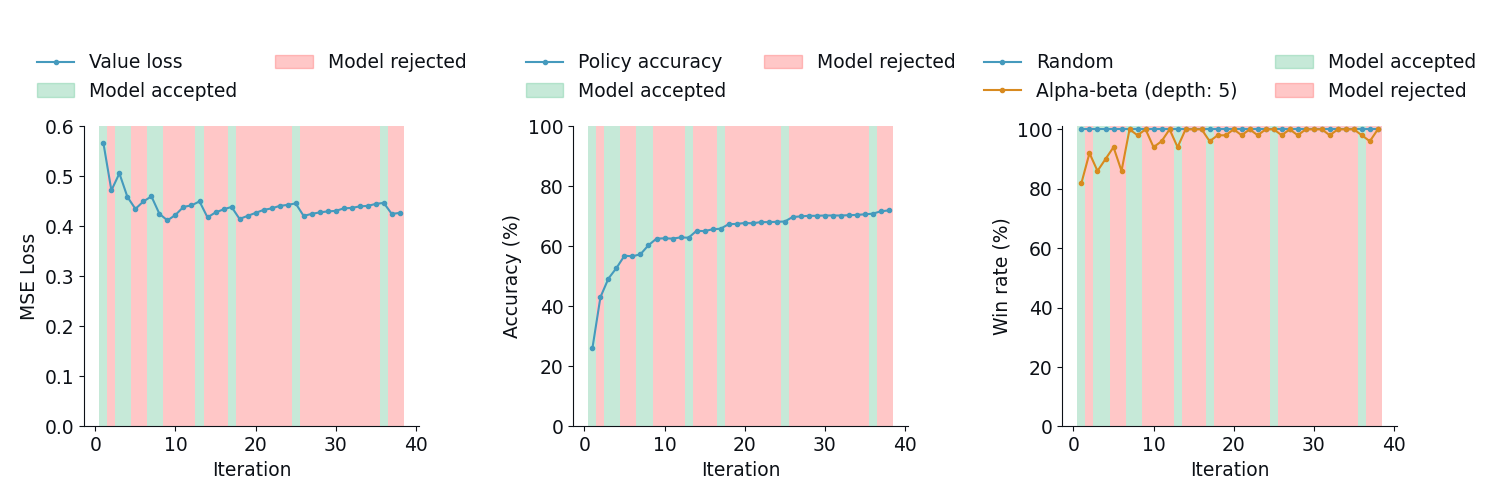 Value loss
Model accepted
Model rejected
MSE Loss
0.6
0.5
0.4
0.3
0.2
0.1
0.0
0 10 20 30 40
Iteration
Policy accuracy
Model accepted
Model rejected
Accuracy (%)
100
80
60
40
20
0
0 10 20 30 40
Iteration
Random
Alpha-beta (depth: 5)
Model accepted
Model rejected
Win rate (%)
100
80
60
40
20
0
0 10 20 30 40
Iteration